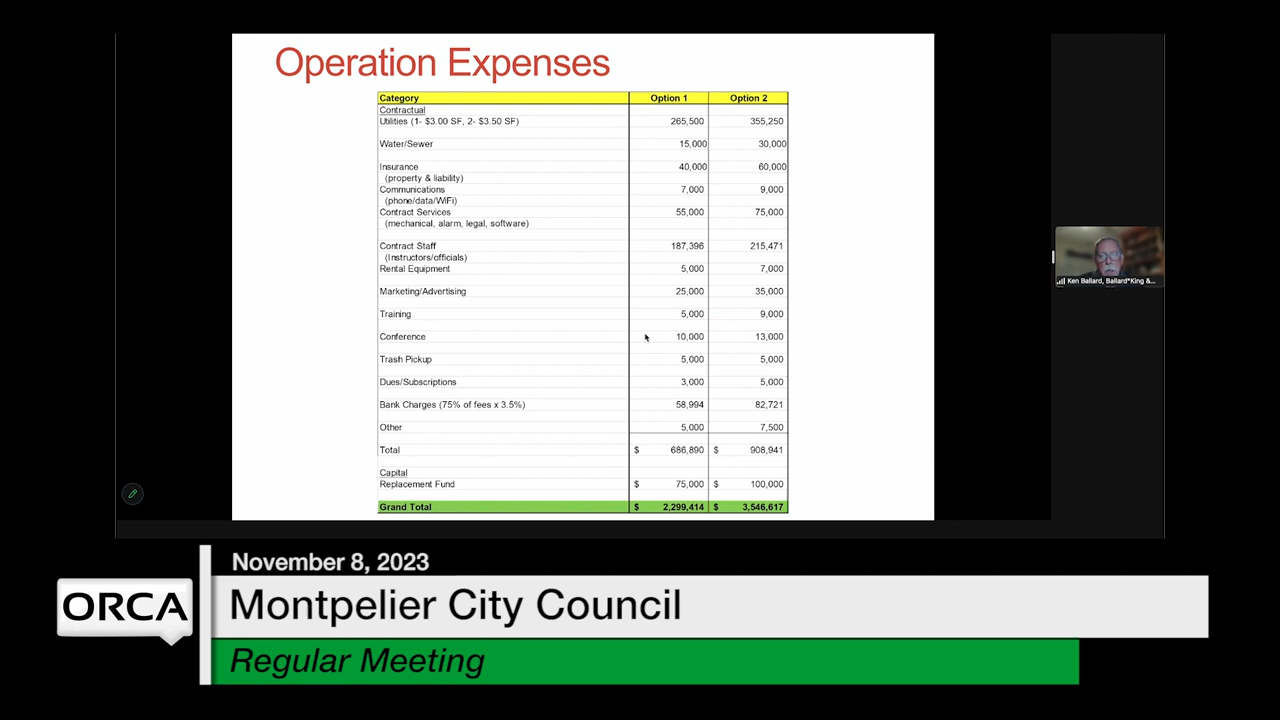 Operation Expenses
Category Option 1 Option 2
Contractual
Utilities (1- $3.00 SF, 2- $3.50 SF) 265,500 355,250
Water/Sewer 15,000 30,000
Insurance 40,000 60,000
(property & liability)
Communications 7,000 9,000
(phone/data/WiFi)
Contract Services 55,000 75,000
(mechanical, alarm, legal, software)
Contract Staff 187,396 215,471
(Instructors/officials)
Rental Equipment 5,000 7,000
Marketing/Advertising 25,000 35,000
Training 5,000 9,000
Conference 10,000 13,000
Trash Pickup 5,000 5,000
Dues/Subscriptions 3,000 5,000
Bank Charges (75% of fees x 3.5%) 58,994 82,721
Other 5,000 7,500
Total $ 686,890 $ 908,941
Capital
Replacement Fund $ 75,000 $ 100,000
Grand Total $ 2,299,414 $ 3,546,617
Ken Ballard, Ballard*King &...
November 8, 2023
ORCA
Montpelier City Council
Regular Meeting